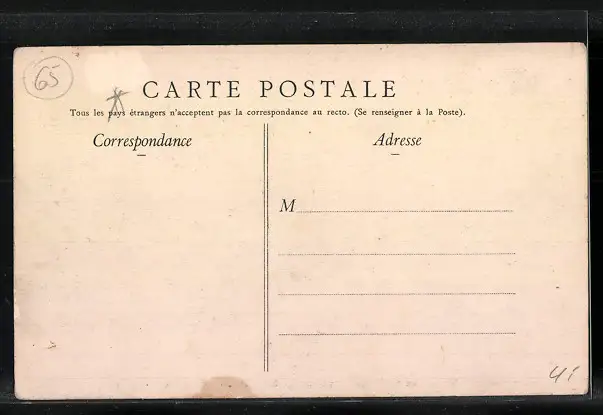 65
CARTE POSTALE
Tous les pays étrangers n'acceptent pas la correspondance au recto. (Se renseigner à la Poste).
Correspondance
Adresse
M